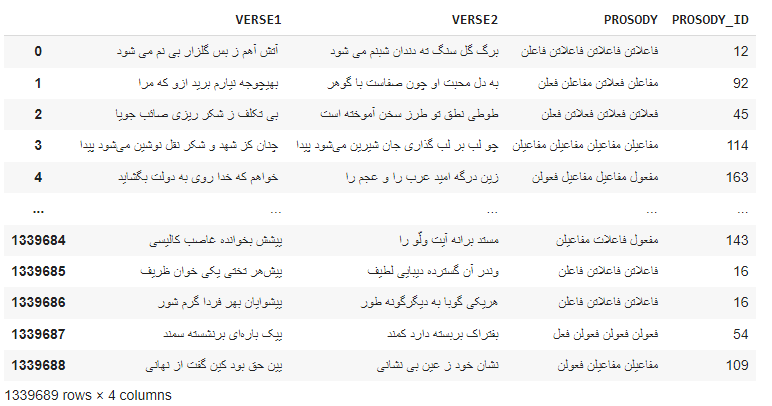 VERSE1 VERSE2 PROSODY PROSODY_ID
0 آتش آهم ز بس گلزار بی نم می شود برگ گل سنگ ته دندان شبنم می شود فاعلاتن فاعلاتن فاعلاتن فاعلن 12
1 بهیچوجه نیارم برید ازو که مرا به دل محبت او چون صفاست با گوهر مفاعلن فعلاتن مفاعلن فعلن 92
2 بی تکلف ز شکر ریزی صائب جویا طوطی نطق تو طرز سخن آموخته است فعلاتن فعلاتن فعلاتن فعلن 45
3 چنان کز شهد و شکر نقل نوشین می‌شود پیدا چو لب بر لب گذاری جان شیرین می‌شود پیدا مفاعیلن مفاعیلن مفاعیلن مفاعیلن 114
4 خواهم که خدا روی به دولت بگشاید زین درگه امید عرب را و عجم را مفعول مفاعیل مفاعیل فعولن 163
... ... ... ... ...
1339684 پیشش بخوانده غاصب کالیسی مستد برانه آیت ولّو را مفعول فاعلات مفاعیلن 143
1339685 پیش‌هر تختی یکی خوان ظریف وندر آن گسترده دیبایی لطیف فاعلاتن فاعلاتن فاعلن 16
1339686 پیشوایان بهر فردا گرم شور هریکی گویا به دیگرگونه طور فاعلاتن فاعلاتن فاعلن 16
1339687 پیک باره‌ای برنشسته سمند بفتراک بربسته دارد کمند فعولن فعولن فعولن فعل 54
1339688 پین حق بود کین گفت از نهانی نشان خود ز عین بی نشانی مفاعیلن مفاعیلن فعولن 109
1339689 rows × 4 columns